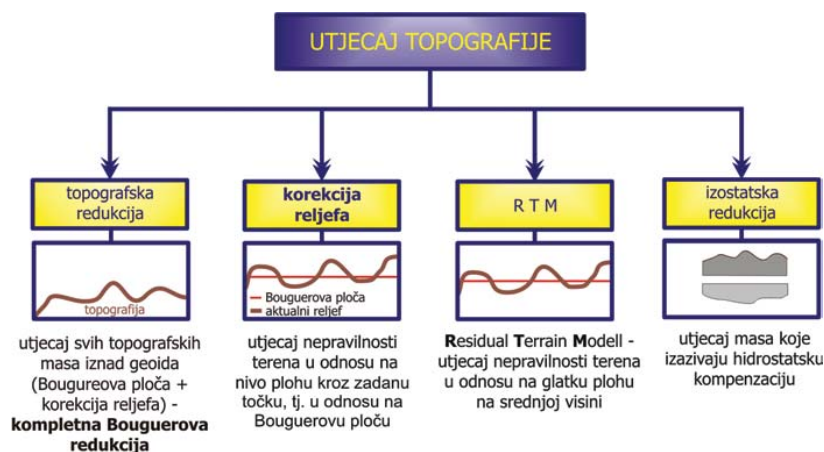 UTJECAJ TOPOGRAFIJE
topografska
redukcija
topografija
utjecaj svih topografskih
masa iznad geoida
(Bougureova ploča +
korekcija reljefa) -
kompletna Bouguerova
redukcija
korekcija
reljefa
Bouguerova ploča
aktualni reljef
utjecaj nepravilnosti
terena u odnosu na
nivo plohu kroz zadanu
točku, tj. u odnosu na
Bouguerovu ploču
R T M
Residual Terrain Modell -
utjecaj nepravilnosti terena
u odnosu na glatku plohu
na srednjoj visini
izostatska
redukcija
utjecaj masa koje
izazivaju hidrostatsku
kompenzaciju